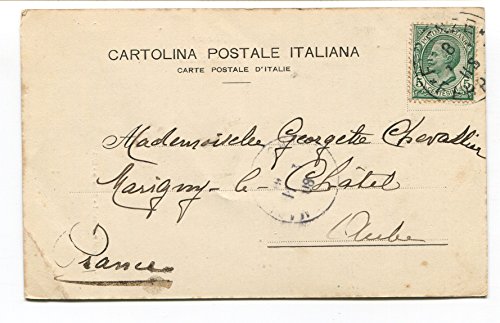 CARTOLINA POSTALE ITALIANA
CARTE POSTALE D'ITALIE
Mademoiselle Georgette Chevallier
Marigny-le-Châtel
Aube
France